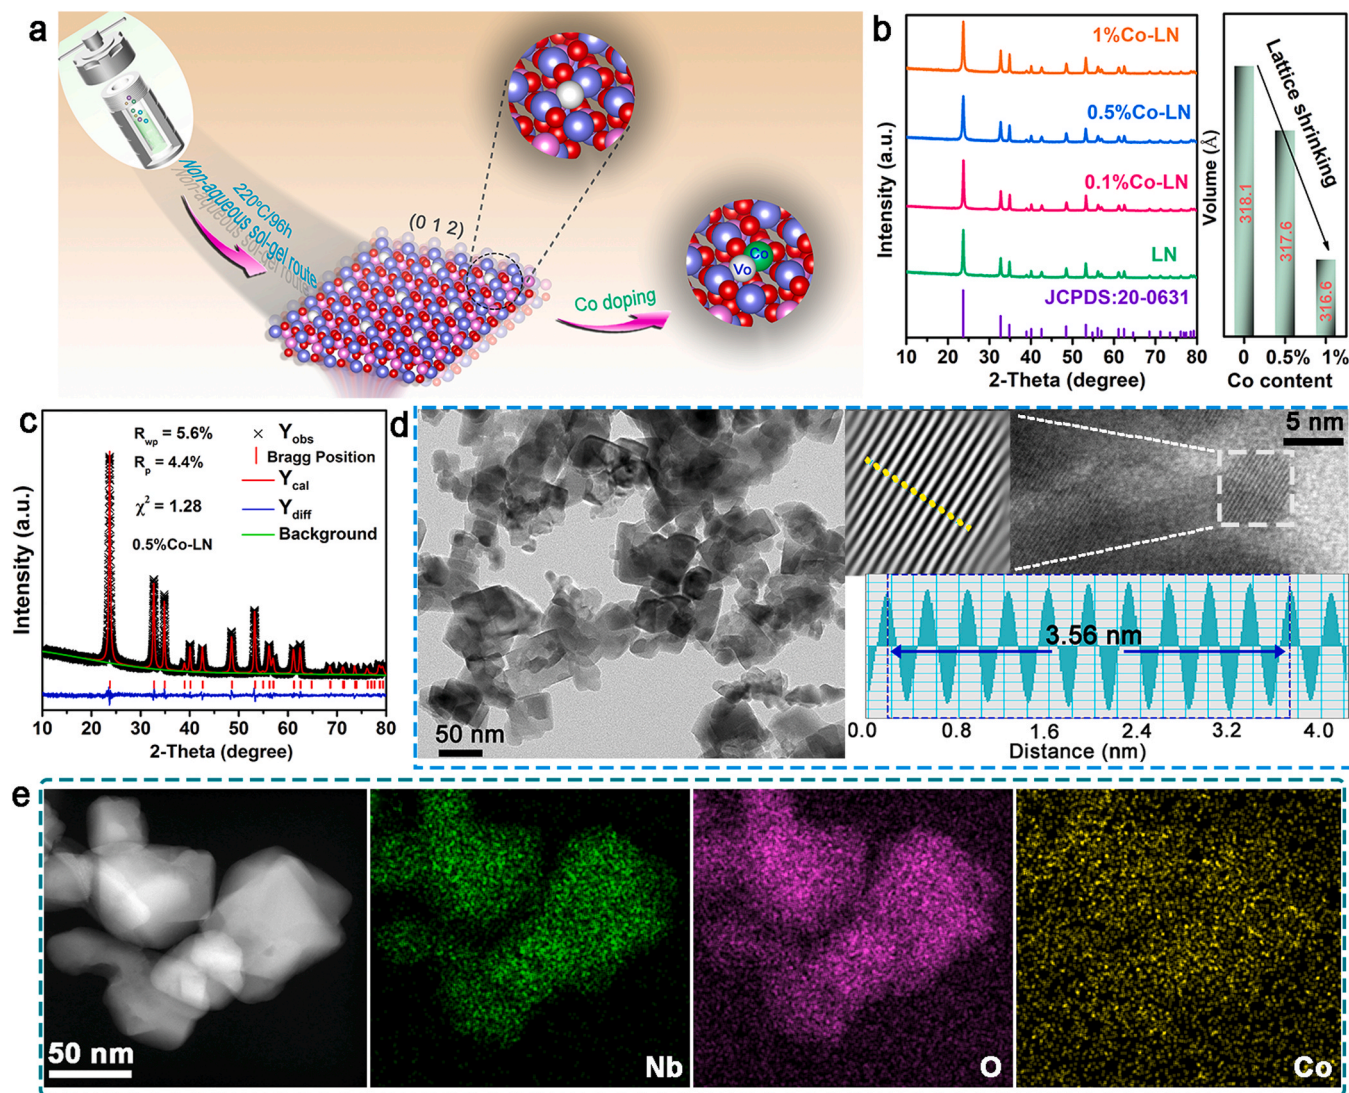 a
220°C/96h
Non-aqueous sol-gel route
(0 1 2)
Co doping
Co
Vo
b
1%Co-LN
0.5%Co-LN
0.1%Co-LN
LN
JCPDS:20-0631
Intensity (a.u.)
10 20 30 40 50 60 70 80
2-Theta (degree)
Volume (Å)
Lattice shrinking
318.1
317.6
316.6
0 0.5% 1%
Co content
c
Rwp = 5.6%
Rp = 4.4%
χ² = 1.28
0.5%Co-LN
Yobs
Bragg Position
Ycal
Ydiff
Background
Intensity (a.u.)
10 20 30 40 50 60 70 80
2-Theta (degree)
d
50 nm
5 nm
3.56 nm
0.0 0.8 1.6 2.4 3.2 4.0
Distance (nm)
e
50 nm
Nb
O
Co